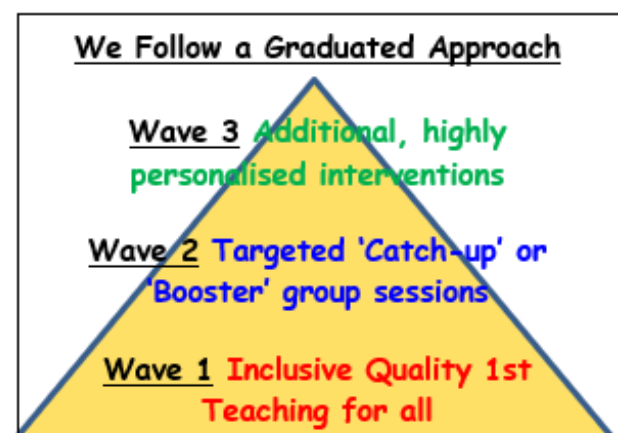 We Follow a Graduated Approach
Wave 3 Additional, highly
personalised interventions
Wave 2 Targeted ‘Catch-up’ or
‘Booster’ group sessions
Wave 1 Inclusive Quality 1st
Teaching for all